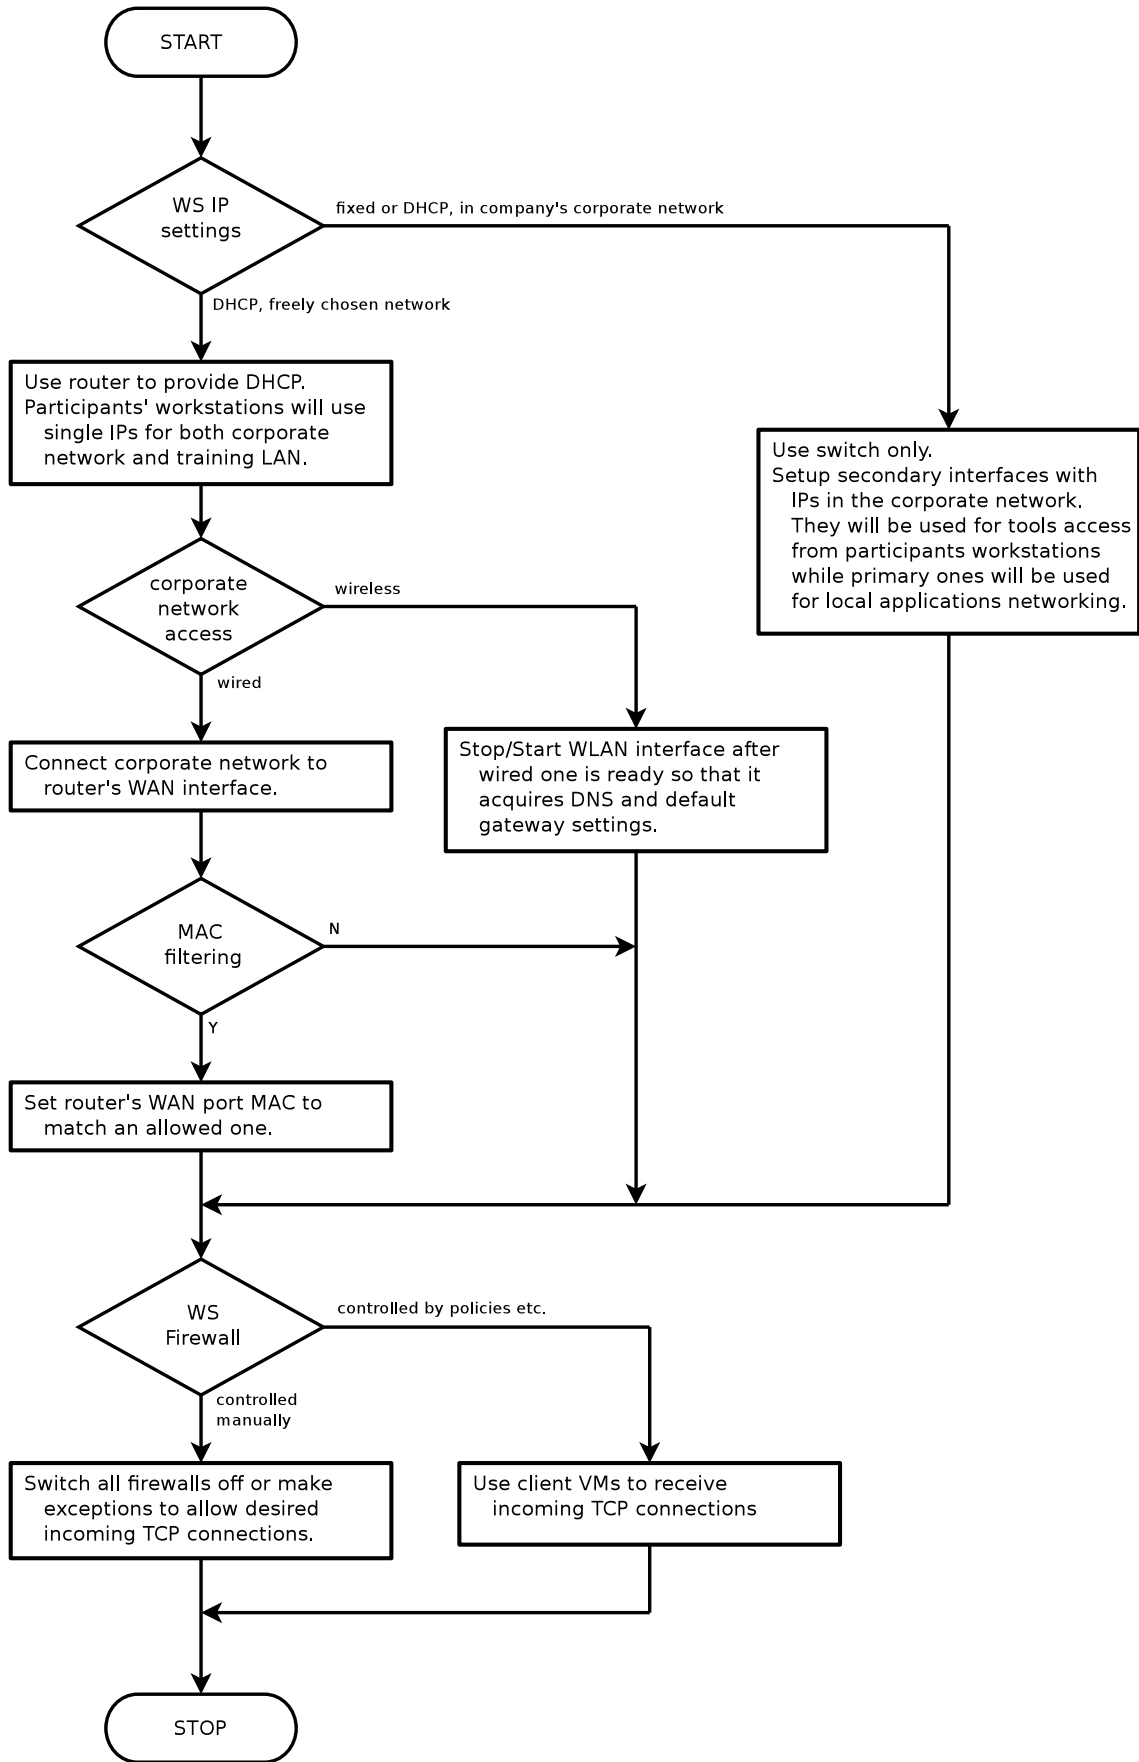 START
WS IP
settings
fixed or DHCP, in company's corporate network
DHCP, freely chosen network
Use router to provide DHCP.
Participants' workstations will use
single IPs for both corporate
network and training LAN.
Use switch only.
Setup secondary interfaces with
IPs in the corporate network.
They will be used for tools access
from participants workstations
while primary ones will be used
for local applications networking.
corporate
network
access
wireless
wired
Connect corporate network to
router's WAN interface.
Stop/Start WLAN interface after
wired one is ready so that it
acquires DNS and default
gateway settings.
MAC
filtering
N
Y
Set router's WAN port MAC to
match an allowed one.
WS
Firewall
controlled by policies etc.
controlled
manually
Switch all firewalls off or make
exceptions to allow desired
incoming TCP connections.
Use client VMs to receive
incoming TCP connections
STOP